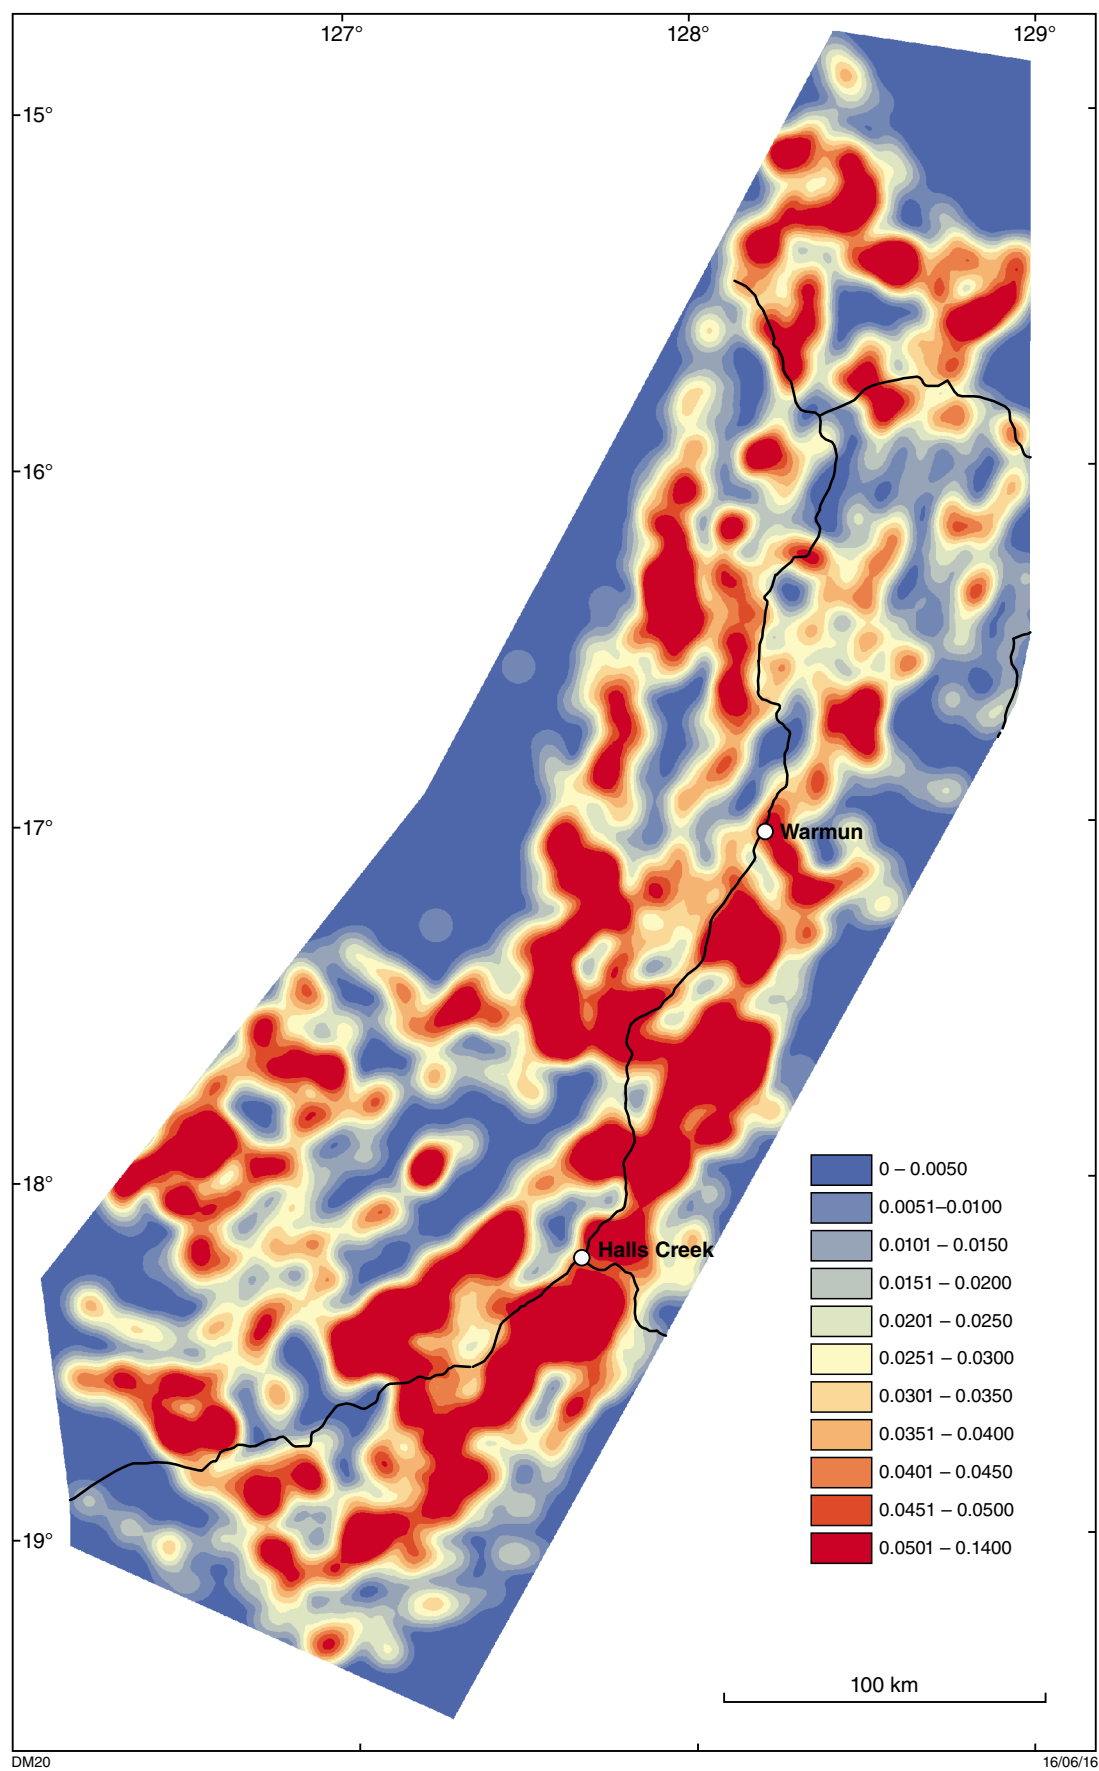 127° 128° 129°
15°
16°
17°
Warmun
18°
0 – 0.0050
0.0051–0.0100
Halls Creek
0.0101 – 0.0150
0.0151 – 0.0200
0.0201 – 0.0250
0.0251 – 0.0300
0.0301 – 0.0350
0.0351 – 0.0400
0.0401 – 0.0450
0.0451 – 0.0500
19°
0.0501 – 0.1400
100 km
DM20 16/06/16